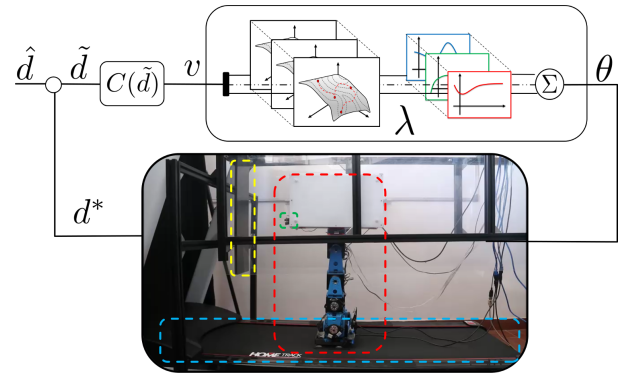 d̂ d̃ C(d̃) v Σ θ
λ
d*
HOME TRACK